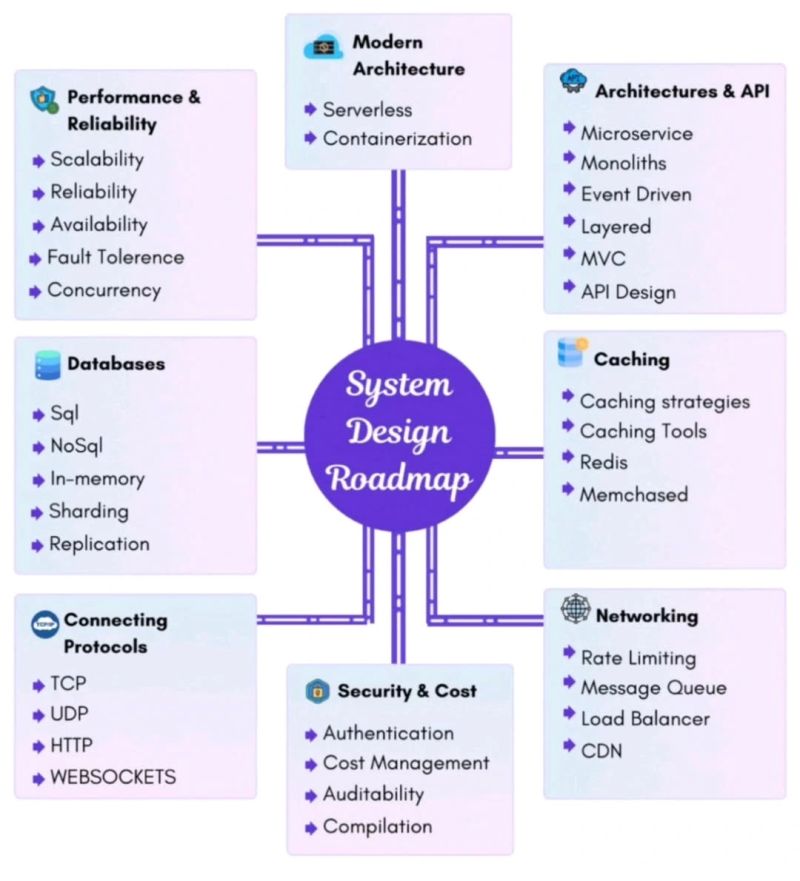 Modern
Architecture
Serverless
Containerization
Performance &
Reliability
Scalability
Reliability
Availability
Fault Tolerence
Concurrency
API
Architectures & API
Microservice
Monoliths
Event Driven
Layered
MVC
API Design
Databases
Sql
NoSql
In-memory
Sharding
Replication
System
Design
Roadmap
Caching
Caching strategies
Caching Tools
Redis
Memchased
TCP/IP
Connecting
Protocols
TCP
UDP
HTTP
WEBSOCKETS
Security & Cost
Authentication
Cost Management
Auditability
Compilation
Networking
Rate Limiting
Message Queue
Load Balancer
CDN